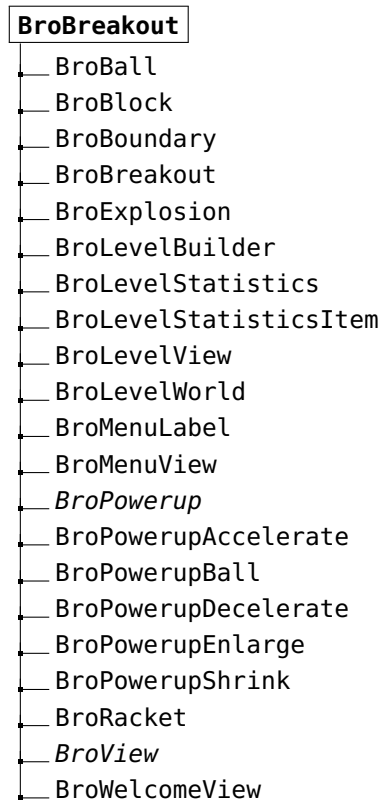 BroBreakout
BroBall
BroBlock
BroBoundary
BroBreakout
BroExplosion
BroLevelBuilder
BroLevelStatistics
BroLevelStatisticsItem
BroLevelView
BroLevelWorld
BroMenuLabel
BroMenuView
BroPowerup
BroPowerupAccelerate
BroPowerupBall
BroPowerupDecelerate
BroPowerupEnlarge
BroPowerupShrink
BroRacket
BroView
BroWelcomeView